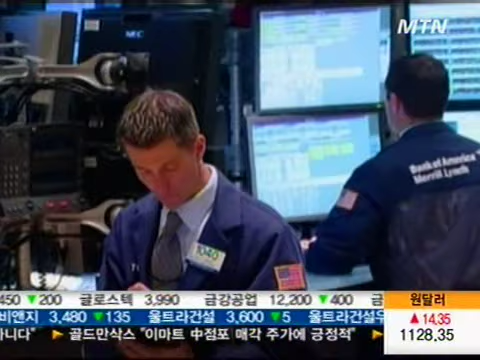 MTN
NEC
Bank of America
Merrill Lynch
1040
450 ▼200 글로스텍 3,990 금강공업 12,200 ▼400 금
비앤지 3,480 ▼135 울트라건설 3,600 ▼5 울트라건설우
아니다" ▶ 골드만삭스 "이마트 中점포 매각 주가에 긍정적" ▶
원달러
▲14,35
1128,35